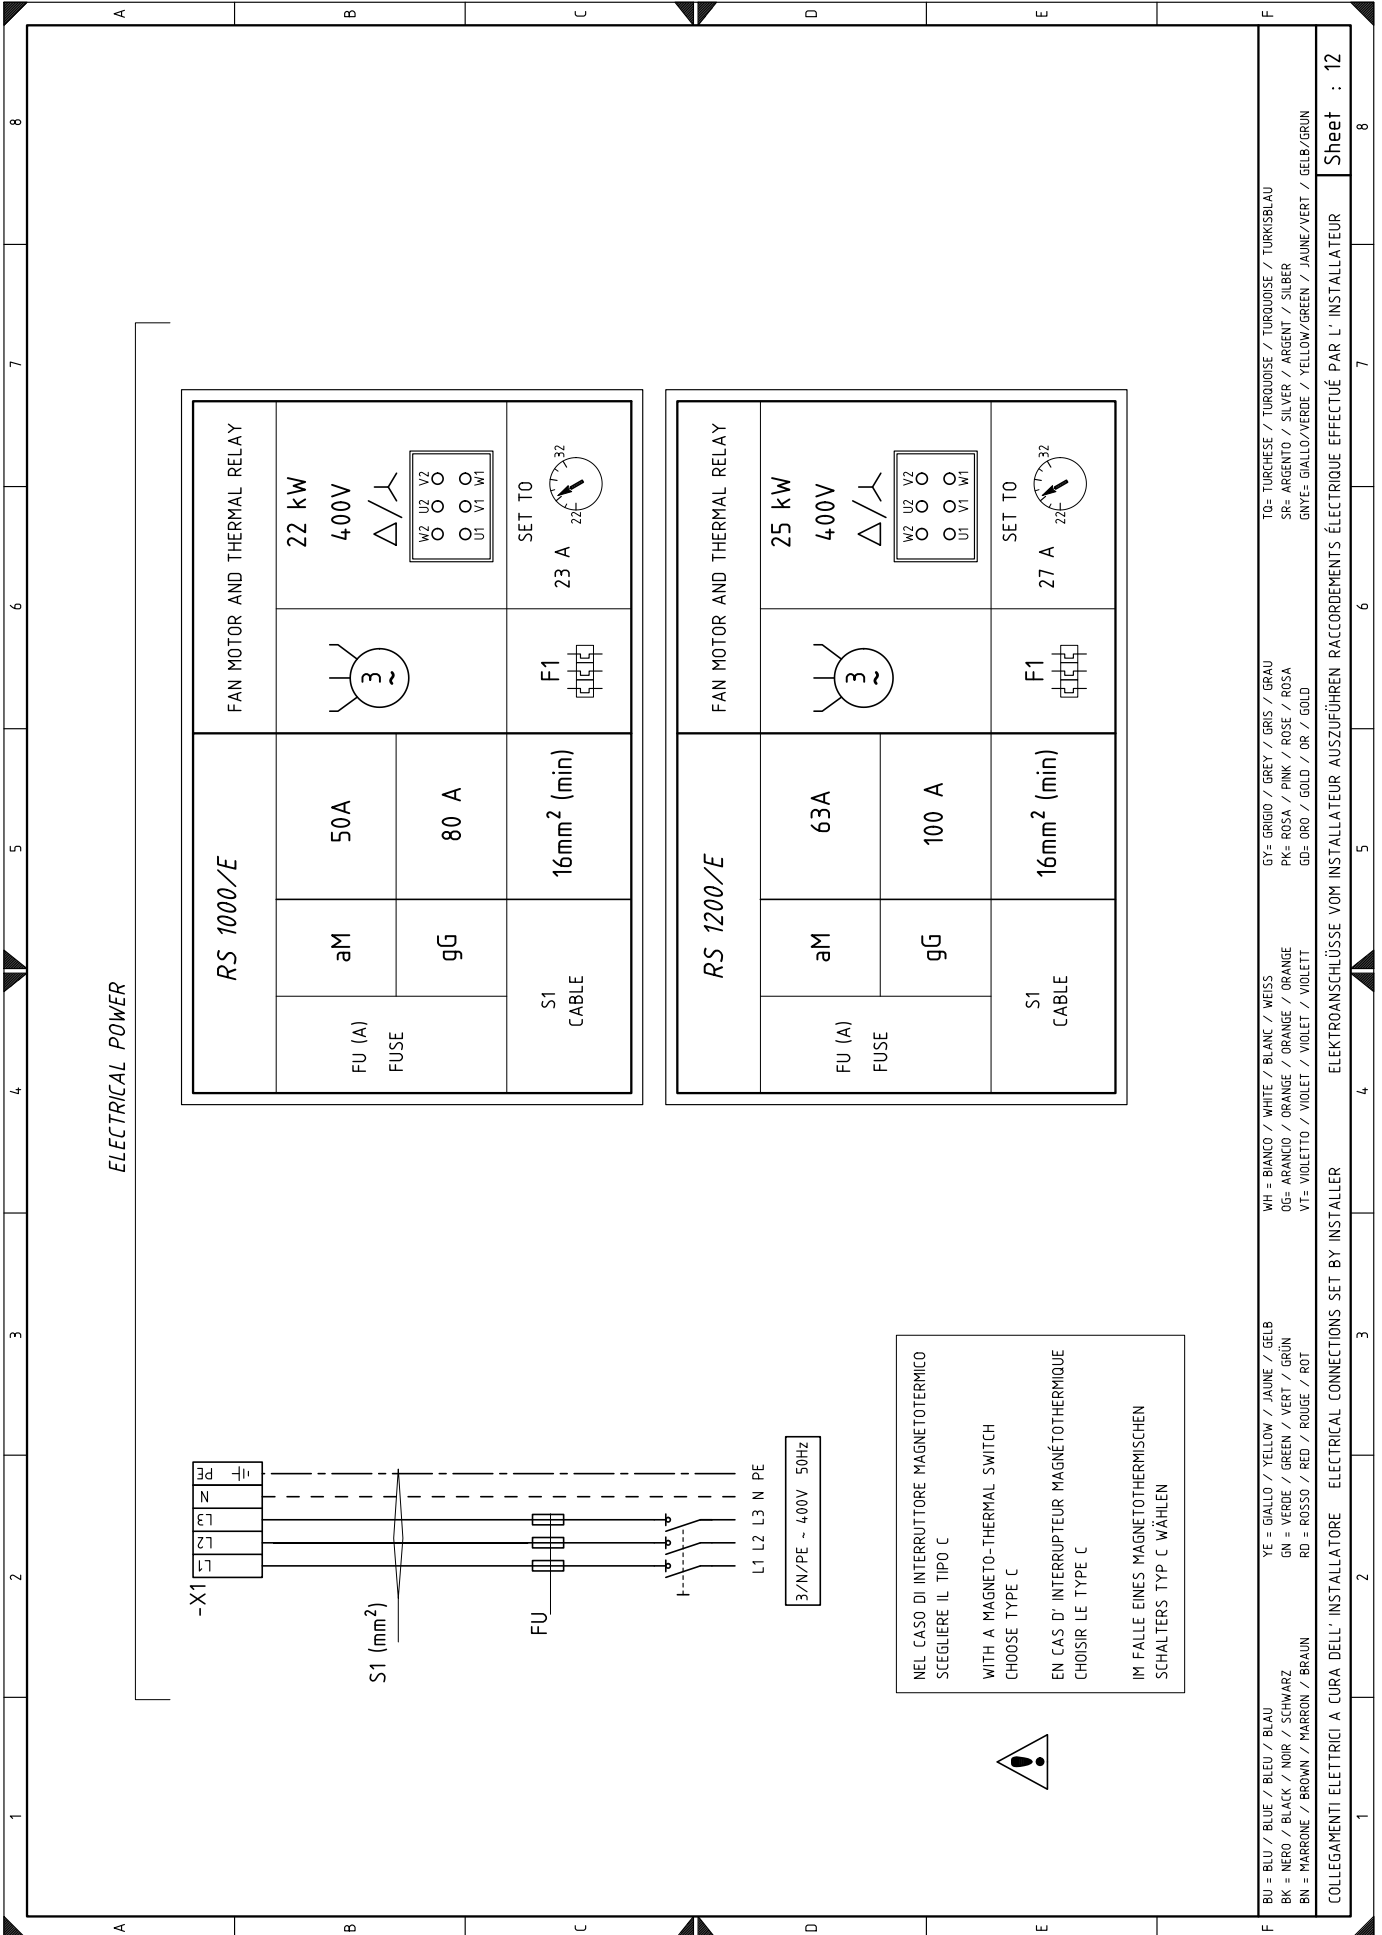 1 2 3 4 5 6 7 8
A
B
C
D
E
F
ELECTRICAL POWER
-X1
L1 L2 L3 N PE
S1 (mm²)
FU
L1 L2 L3 N PE
3/N/PE ~ 400V 50Hz
NEL CASO DI INTERRUTTORE MAGNETOTERMICO
SCEGLIERE IL TIPO C
WITH A MAGNETO-THERMAL SWITCH
CHOOSE TYPE C
EN CAS D' INTERRUPTEUR MAGNÉTOTHERMIQUE
CHOISIR LE TYPE C
IM FALLE EINES MAGNETOTHERMISCHEN
SCHALTERS TYP C WÄHLEN
RS 1000/E
FAN MOTOR AND THERMAL RELAY
FU (A)
FUSE
aM
50A
gG
80 A
3
~
22 kW
400V
W2 U2 V2
U1 V1 W1
S1
CABLE
16mm² (min)
F1
SET TO
23 A
22
32
RS 1200/E
FAN MOTOR AND THERMAL RELAY
FU (A)
FUSE
aM
63A
gG
100 A
3
~
25 kW
400V
W2 U2 V2
U1 V1 W1
S1
CABLE
16mm² (min)
F1
SET TO
27 A
22
32
BU = BLU / BLUE / BLEU / BLAU
BK = NERO / BLACK / NOIR / SCHWARZ
BN = MARRONE / BROWN / MARRON / BRAUN
YE = GIALLO / YELLOW / JAUNE / GELB
GN = VERDE / GREEN / VERT / GRÜN
RD = ROSSO / RED / ROUGE / ROT
WH = BIANCO / WHITE / BLANC / WEISS
OG= ARANCIO / ORANGE / ORANGE / ORANGE
VT= VIOLETTO / VIOLET / VIOLET / VIOLETT
GY= GRIGIO / GREY / GRIS / GRAU
PK= ROSA / PINK / ROSE / ROSA
GD= ORO / GOLD / OR / GOLD
TQ= TURCHESE / TURQUOISE / TURQUOISE / TURKISBLAU
SR= ARGENTO / SILVER / ARGENT / SILBER
GNYE= GIALLO/VERDE / YELLOW/GREEN / JAUNE/VERT / GELB/GRUN
COLLEGAMENTI ELETTRICI A CURA DELL' INSTALLATORE ELECTRICAL CONNECTIONS SET BY INSTALLER ELEKTROANSCHLÜSSE VOM INSTALLATEUR AUSZUFÜHREN RACCORDEMENTS ÉLECTRIQUE EFFECTUÉ PAR L' INSTALLATEUR
Sheet : 12
A
B
C
D
E
F
1 2 3 4 5 6 7 8